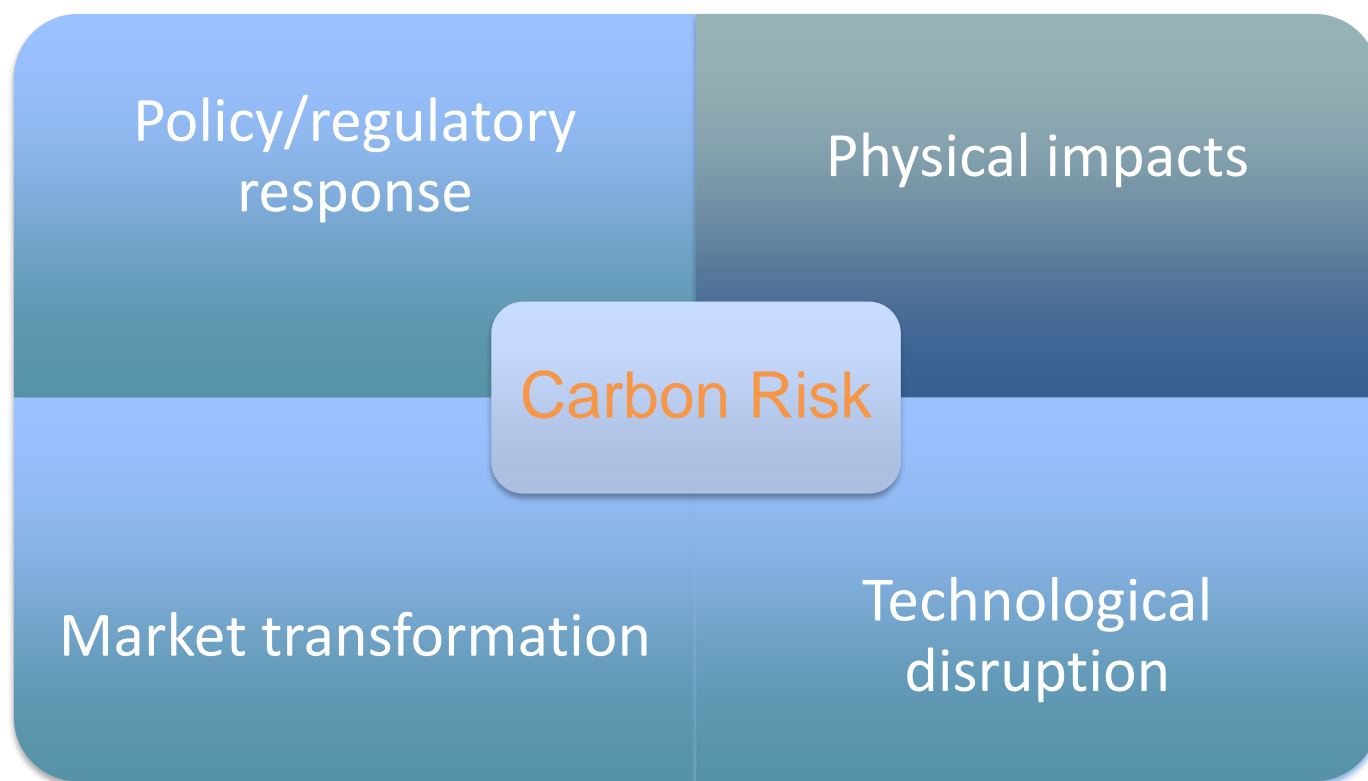 Policy/regulatory
response
Physical impacts
Carbon Risk
Market transformation
Technological
disruption